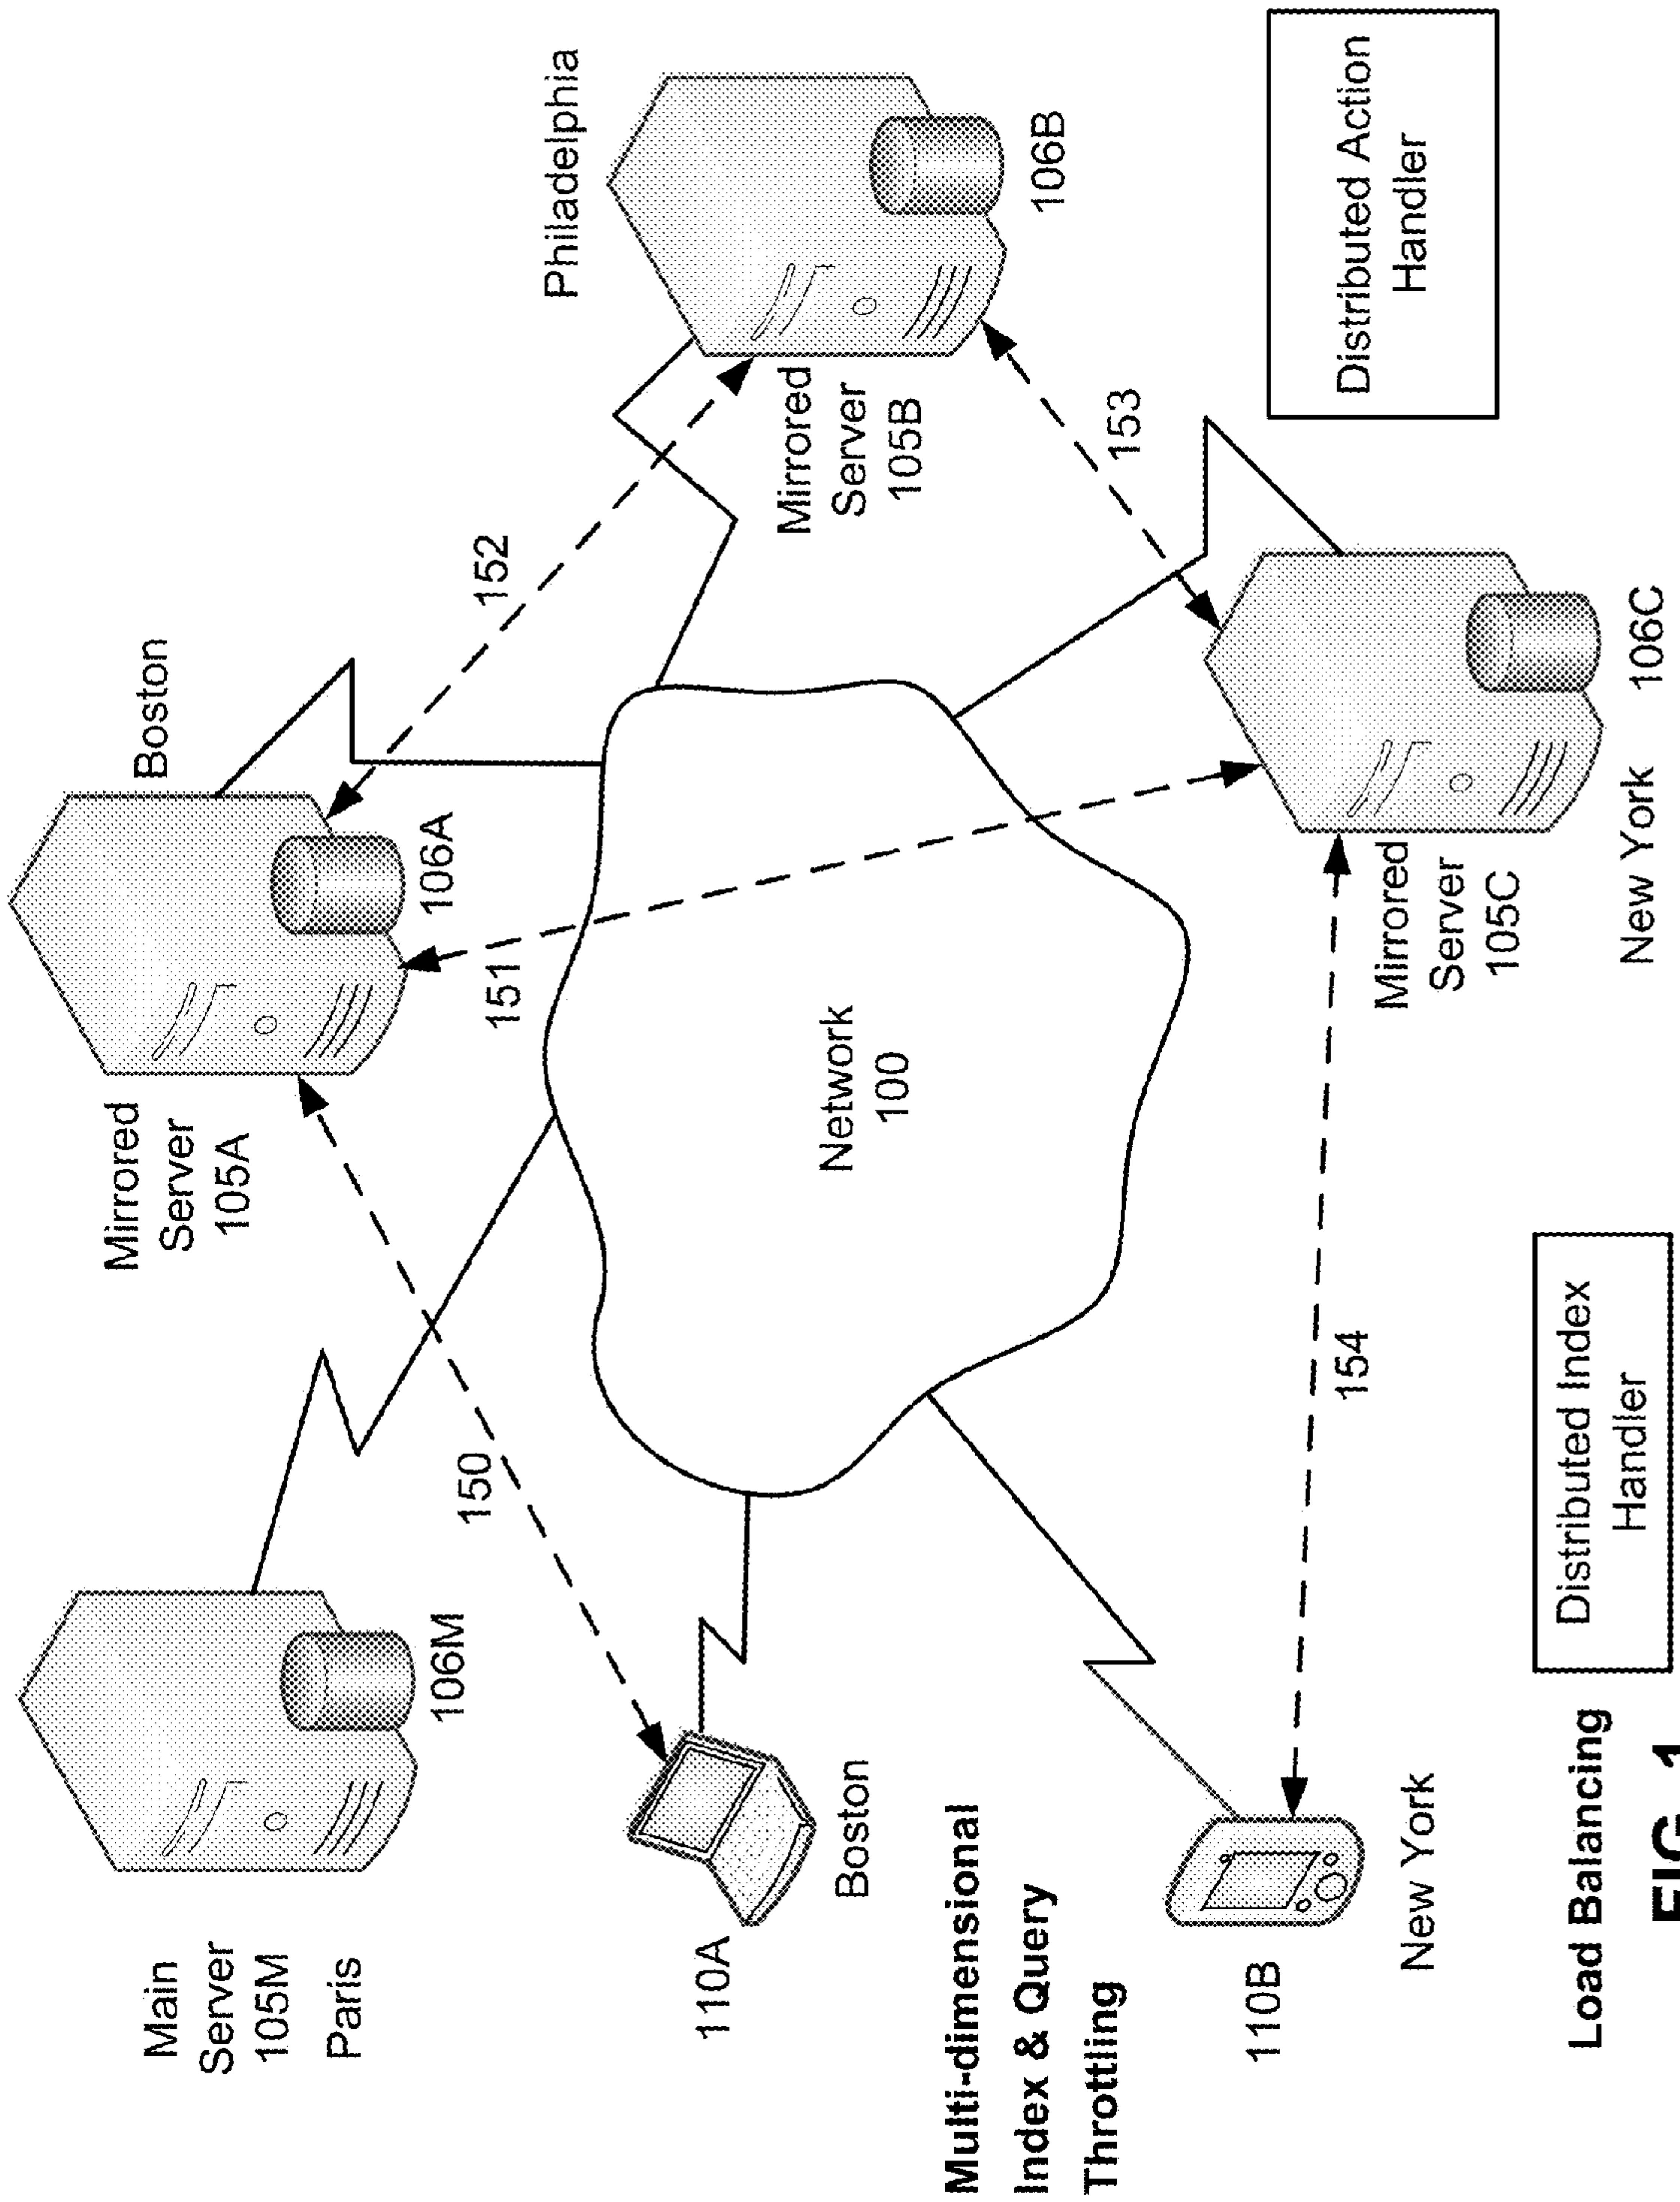 Main
Server
105M
Paris
106M
Mirrored
Server
105A
106A
Boston
150
151
152
Philadelphia
Mirrored
Server
105B
106B
110A
Boston
Network
100
153
Multi-dimensional
Index & Query
Throttling
110B
New York
154
Mirrored
Server
105C
New York
106C
Distributed Action
Handler
Distributed Index
Handler
Load Balancing
FIG. 1